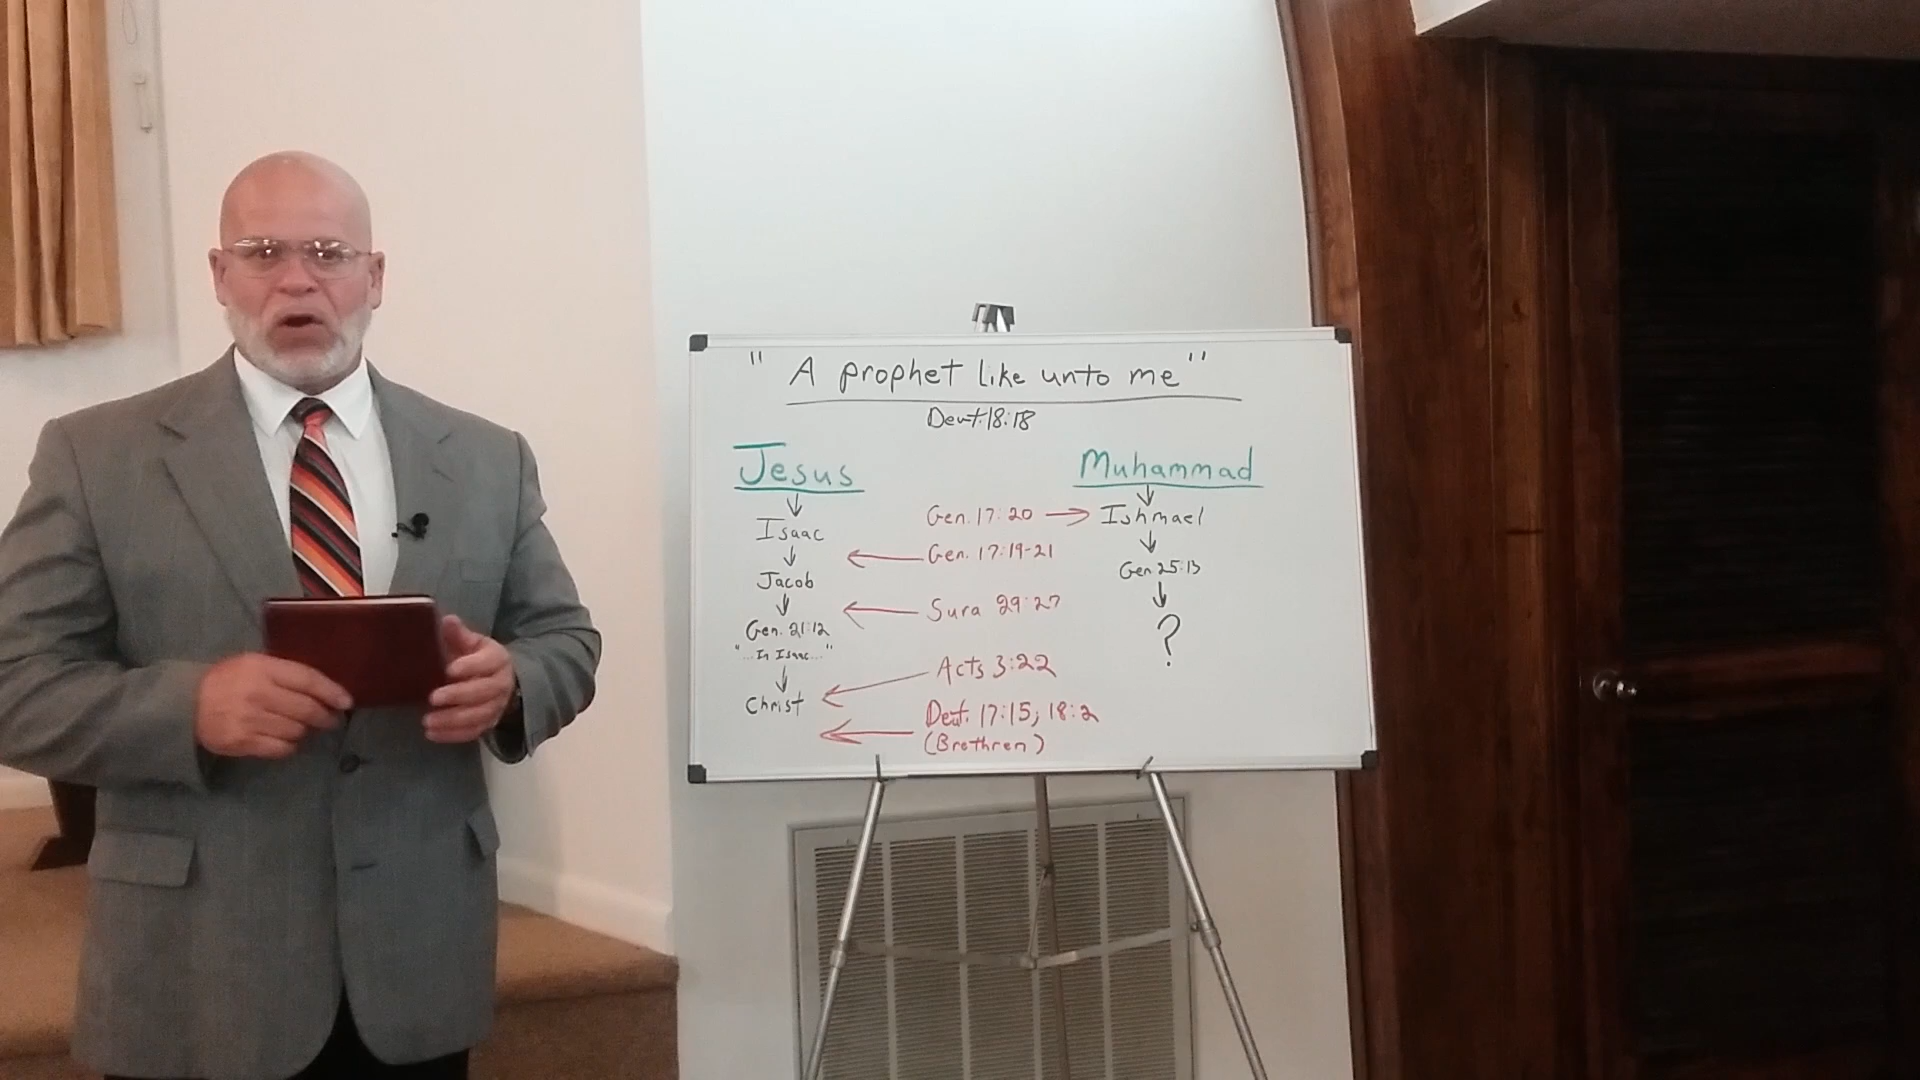 " A prophet like unto me "
Deut. 18:18
Jesus
Isaac
Jacob
Gen. 21:12
"...In Isaac..."
Christ
Gen. 17:20
Gen. 17:19-21
Sura 29:27
Acts 3:22
Deut. 17:15; 18:2
(Brethren)
Muhammad
Ishmael
Gen 25:13
?